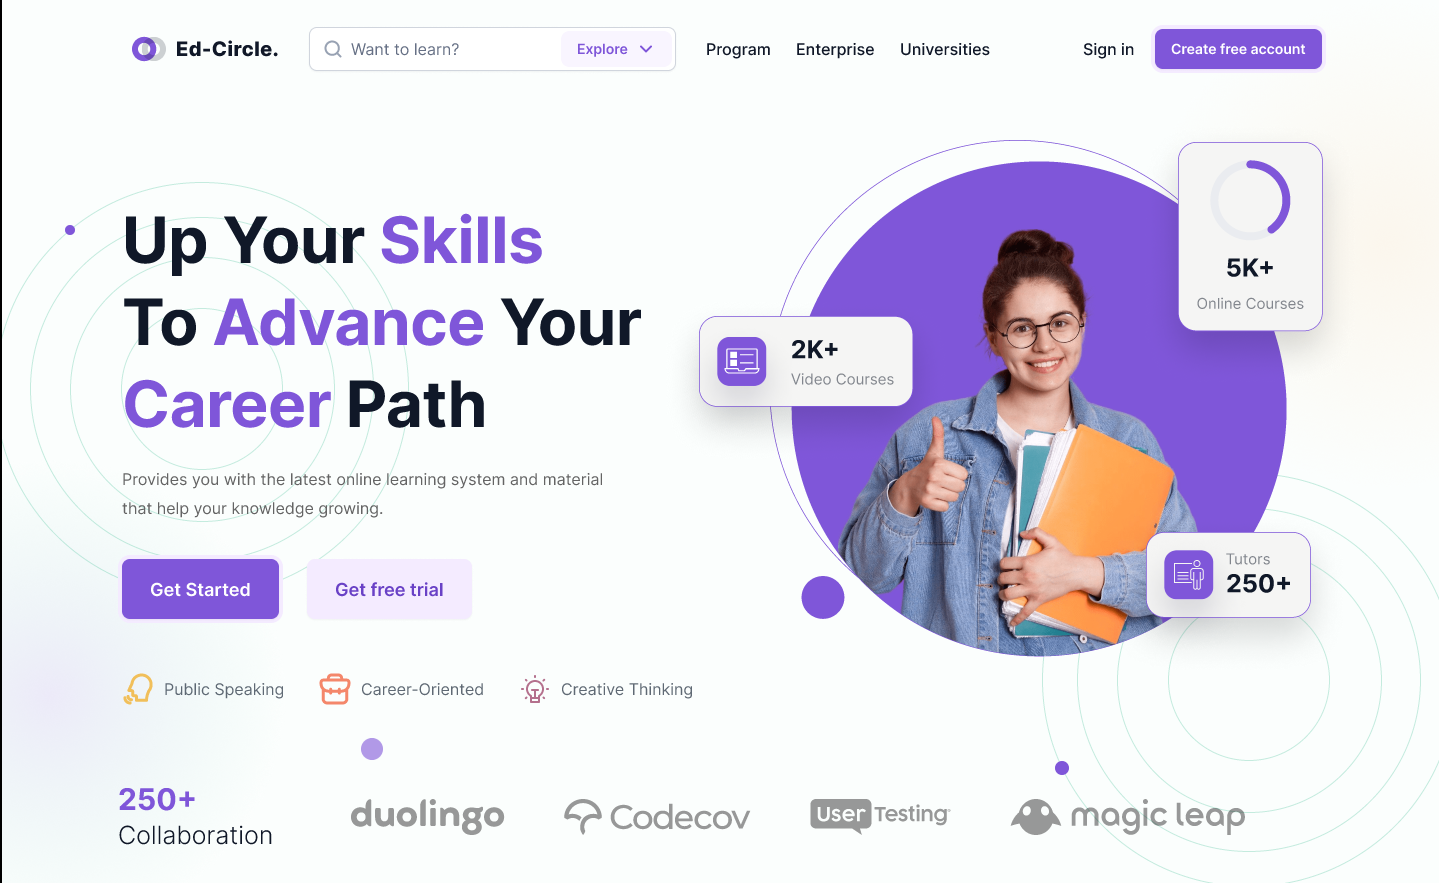 Ed-Circle.
Want to learn?
Explore
Program
Enterprise
Universities
Sign in
Create free account
Up Your Skills
To Advance Your
Career Path
Provides you with the latest online learning system and material
that help your knowledge growing.
Get Started
Get free trial
Public Speaking
Career-Oriented
Creative Thinking
5K+
Online Courses
2K+
Video Courses
Tutors
250+
250+
Collaboration
duolingo
Codecov
UserTesting
magic leap